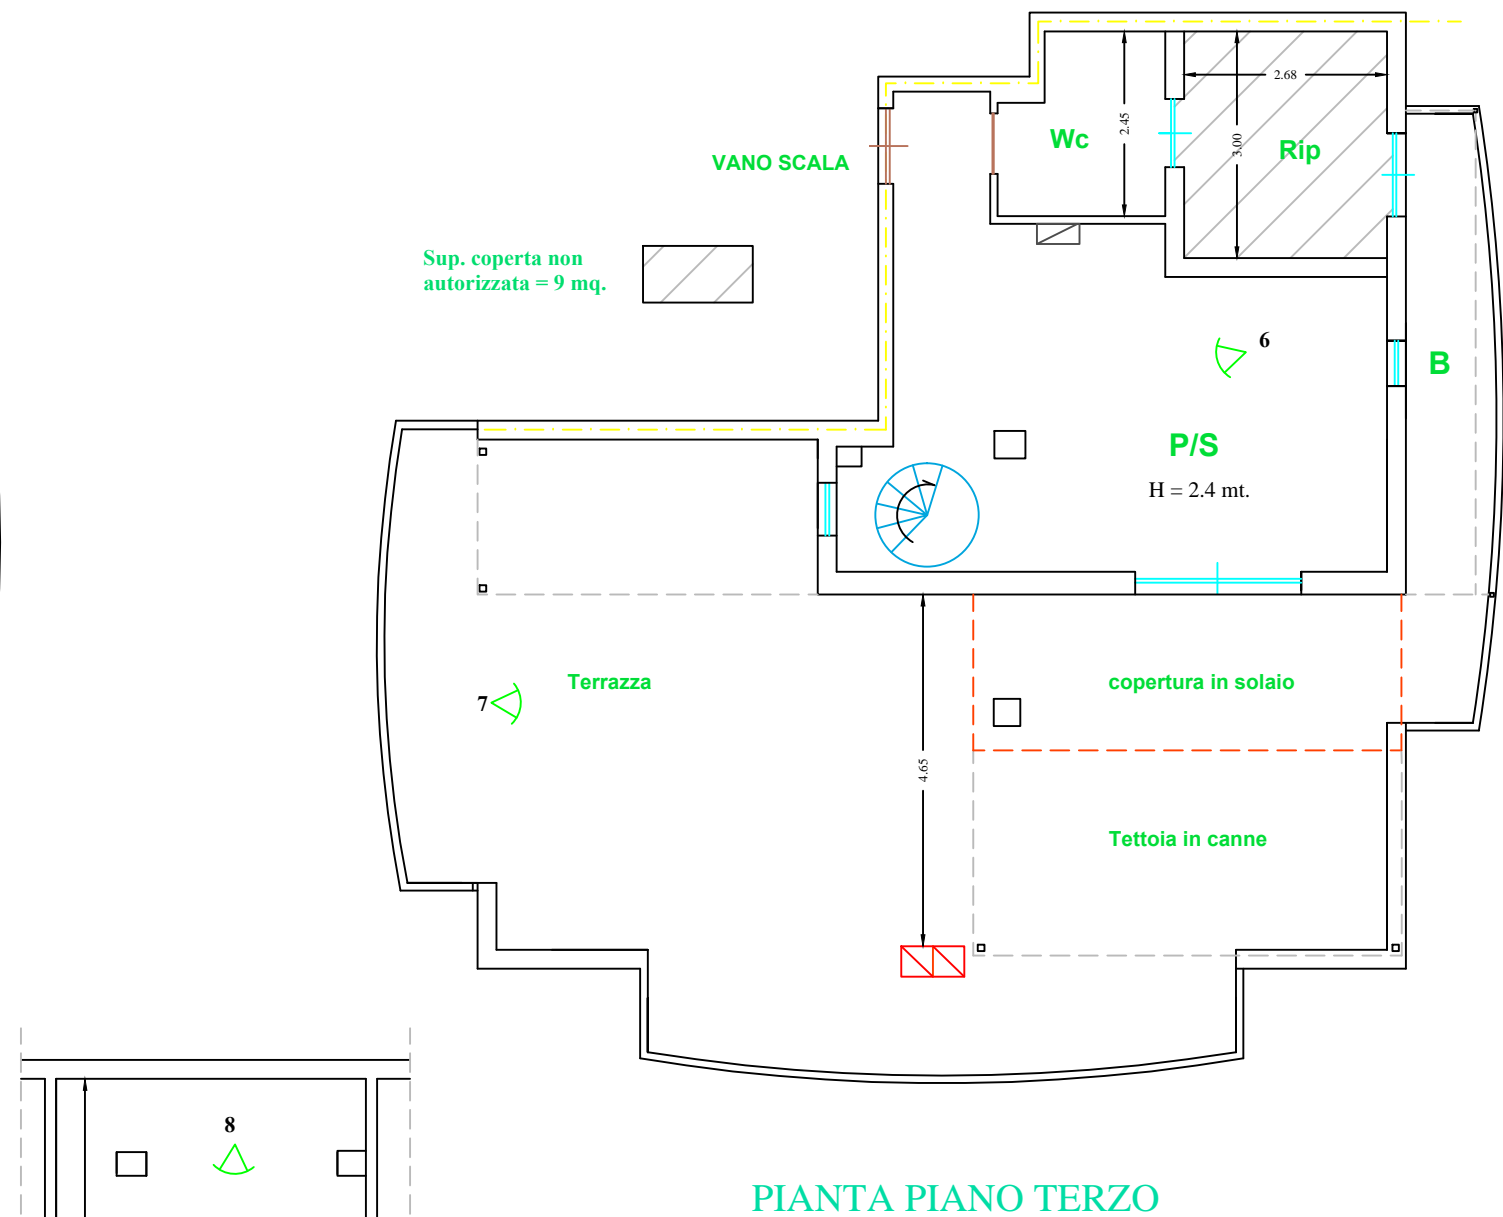 2.68
2.45
Wc
3.00
Rip
VANO SCALA
Sup. coperta non
autorizzata = 9 mq.
6
B
P/S
H = 2.4 mt.
Terrazza
7
copertura in solaio
4.65
Tettoia in canne
8
PIANTA PIANO TERZO